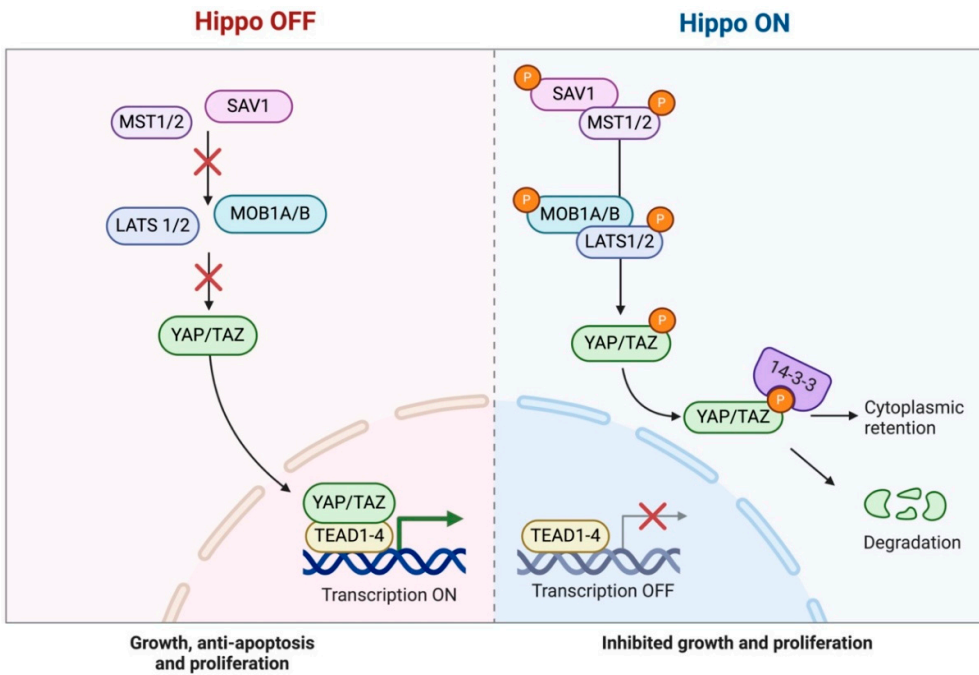 Hippo OFF
MST1/2
SAV1
LATS 1/2
MOB1A/B
YAP/TAZ
YAP/TAZ
TEAD1-4
Transcription ON
Growth, anti-apoptosis
and proliferation
Hippo ON
P
SAV1
P
MST1/2
P
MOB1A/B
P
LATS1/2
P
YAP/TAZ
14-3-3
P
YAP/TAZ
Cytoplasmic
retention
Degradation
TEAD1-4
Transcription OFF
Inhibited growth and proliferation